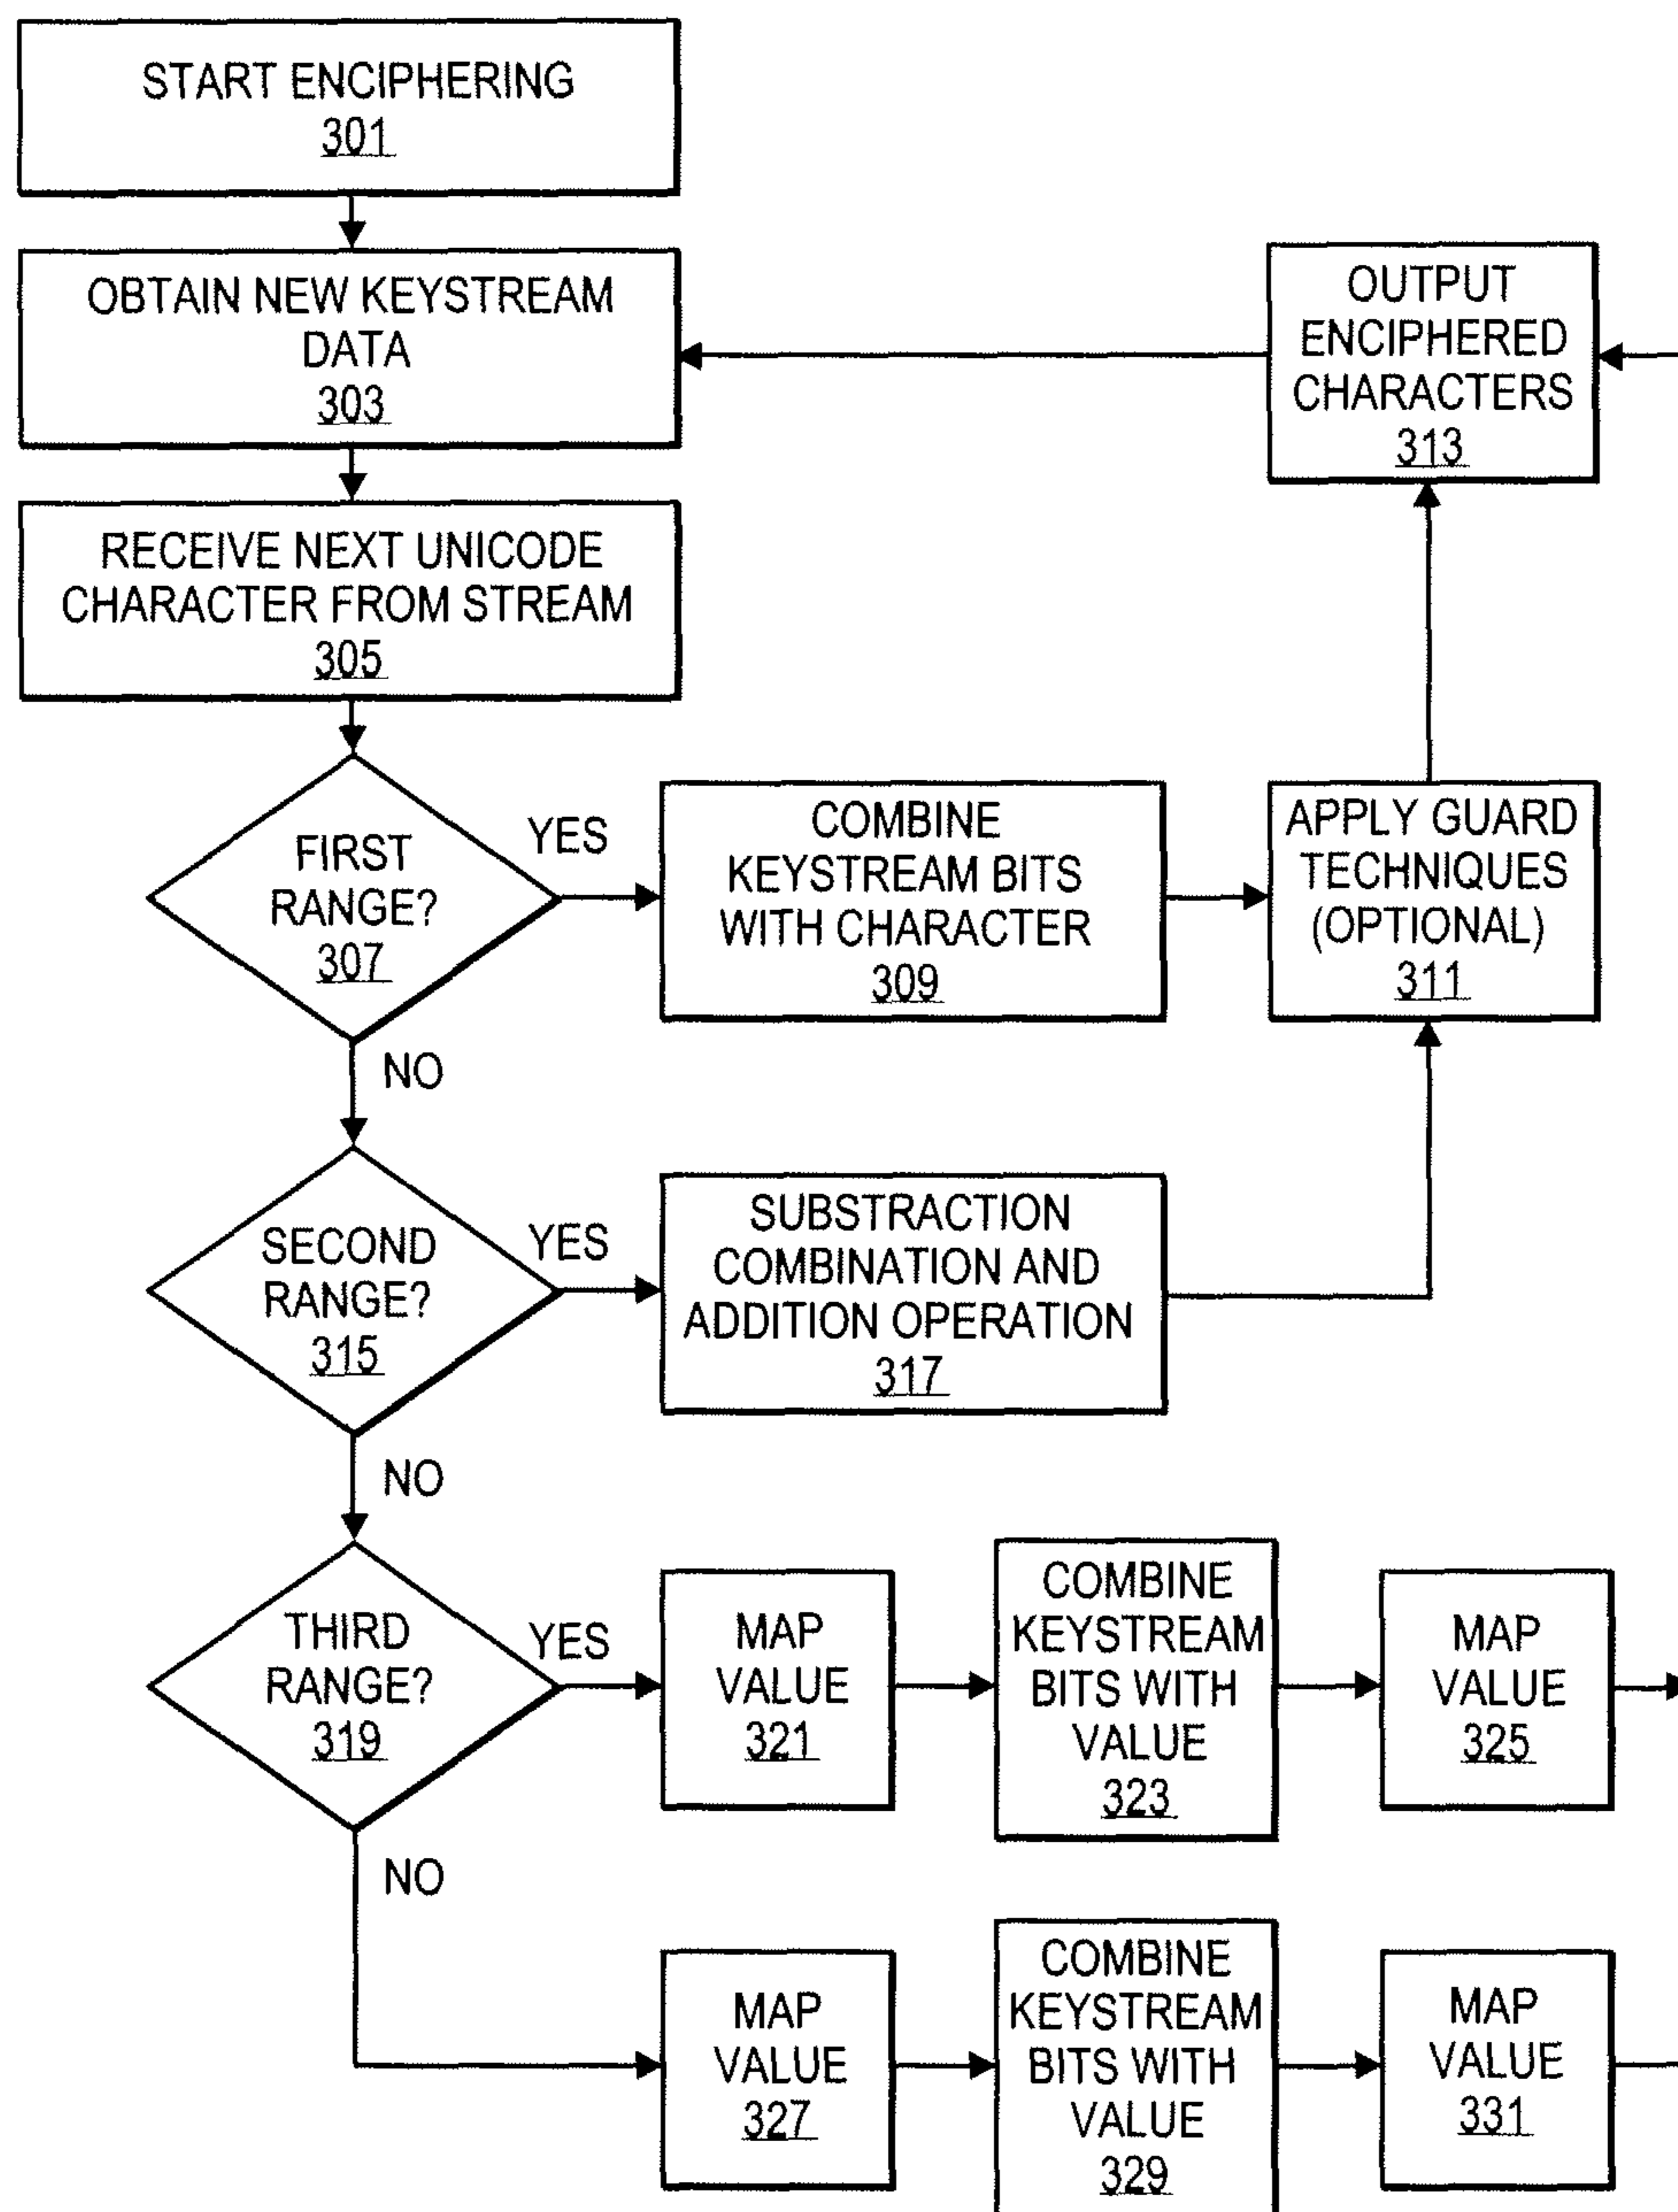 START ENCIPHERING
301
OBTAIN NEW KEYSTREAM
DATA
303
RECEIVE NEXT UNICODE
CHARACTER FROM STREAM
305
FIRST
RANGE?
307
YES
NO
COMBINE
KEYSTREAM BITS
WITH CHARACTER
309
APPLY GUARD
TECHNIQUES
(OPTIONAL)
311
OUTPUT
ENCIPHERED
CHARACTERS
313
SECOND
RANGE?
315
YES
NO
SUBSTRACTION
COMBINATION AND
ADDITION OPERATION
317
THIRD
RANGE?
319
YES
NO
MAP
VALUE
321
COMBINE
KEYSTREAM
BITS WITH
VALUE
323
MAP
VALUE
325
MAP
VALUE
327
COMBINE
KEYSTREAM
BITS WITH
VALUE
329
MAP
VALUE
331